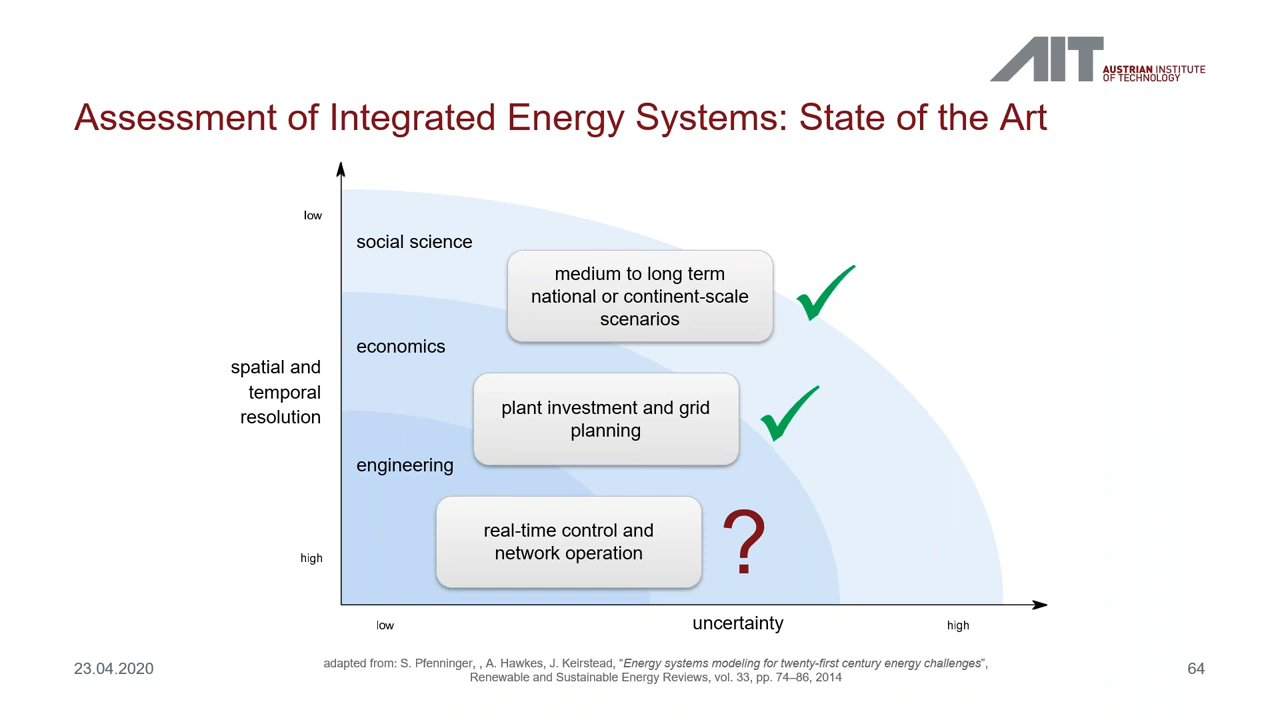 AIT AUSTRIAN INSTITUTE
OF TECHNOLOGY
Assessment of Integrated Energy Systems: State of the Art
low
social science
medium to long term
national or continent-scale
scenarios
economics
spatial and
temporal
resolution
plant investment and grid
planning
engineering
real-time control and
network operation
?
high
low
uncertainty
high
23.04.2020
adapted from: S. Pfenninger, , A. Hawkes, J. Keirstead, "Energy systems modeling for twenty-first century energy challenges",
Renewable and Sustainable Energy Reviews, vol. 33, pp. 74–86, 2014
64